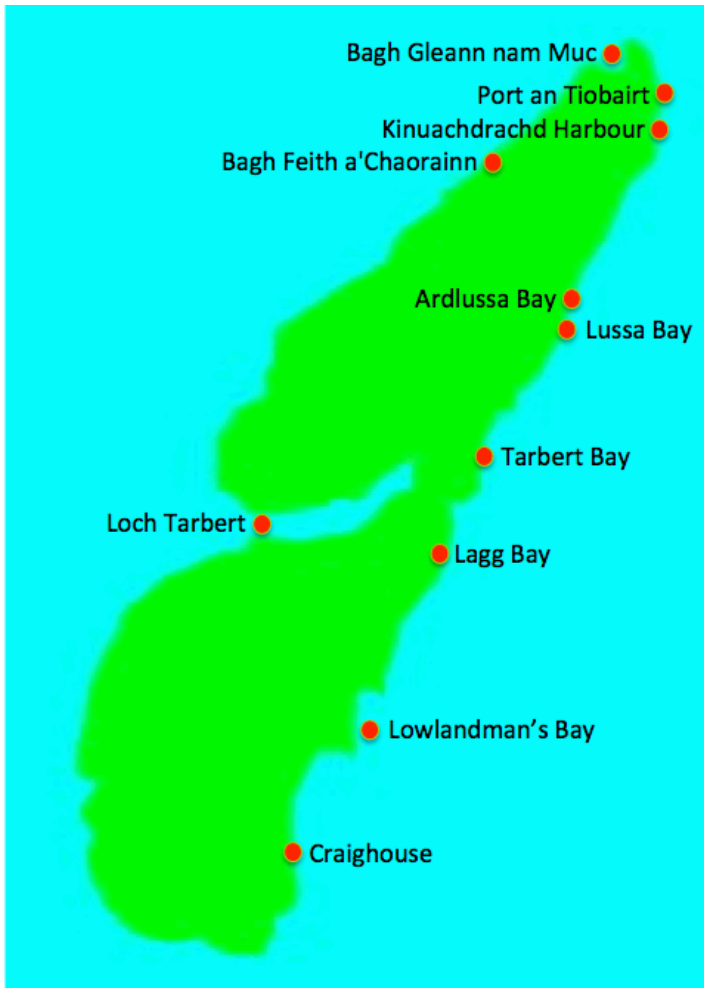 Bagh Gleann nam Muc
Port an Tiobairt
Kinuachdrachd Harbour
Bagh Feith a'Chaorainn
Ardlussa Bay
Lussa Bay
Tarbert Bay
Loch Tarbert
Lagg Bay
Lowlandman’s Bay
Craighouse